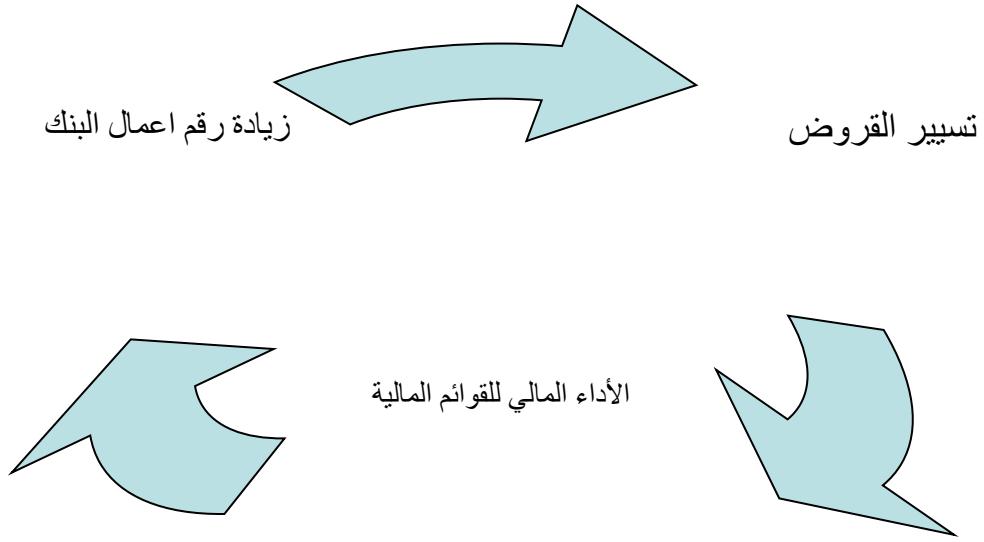 تسيير القروض
زيادة رقم اعمال البنك
الأداء المالي للقوائم المالية